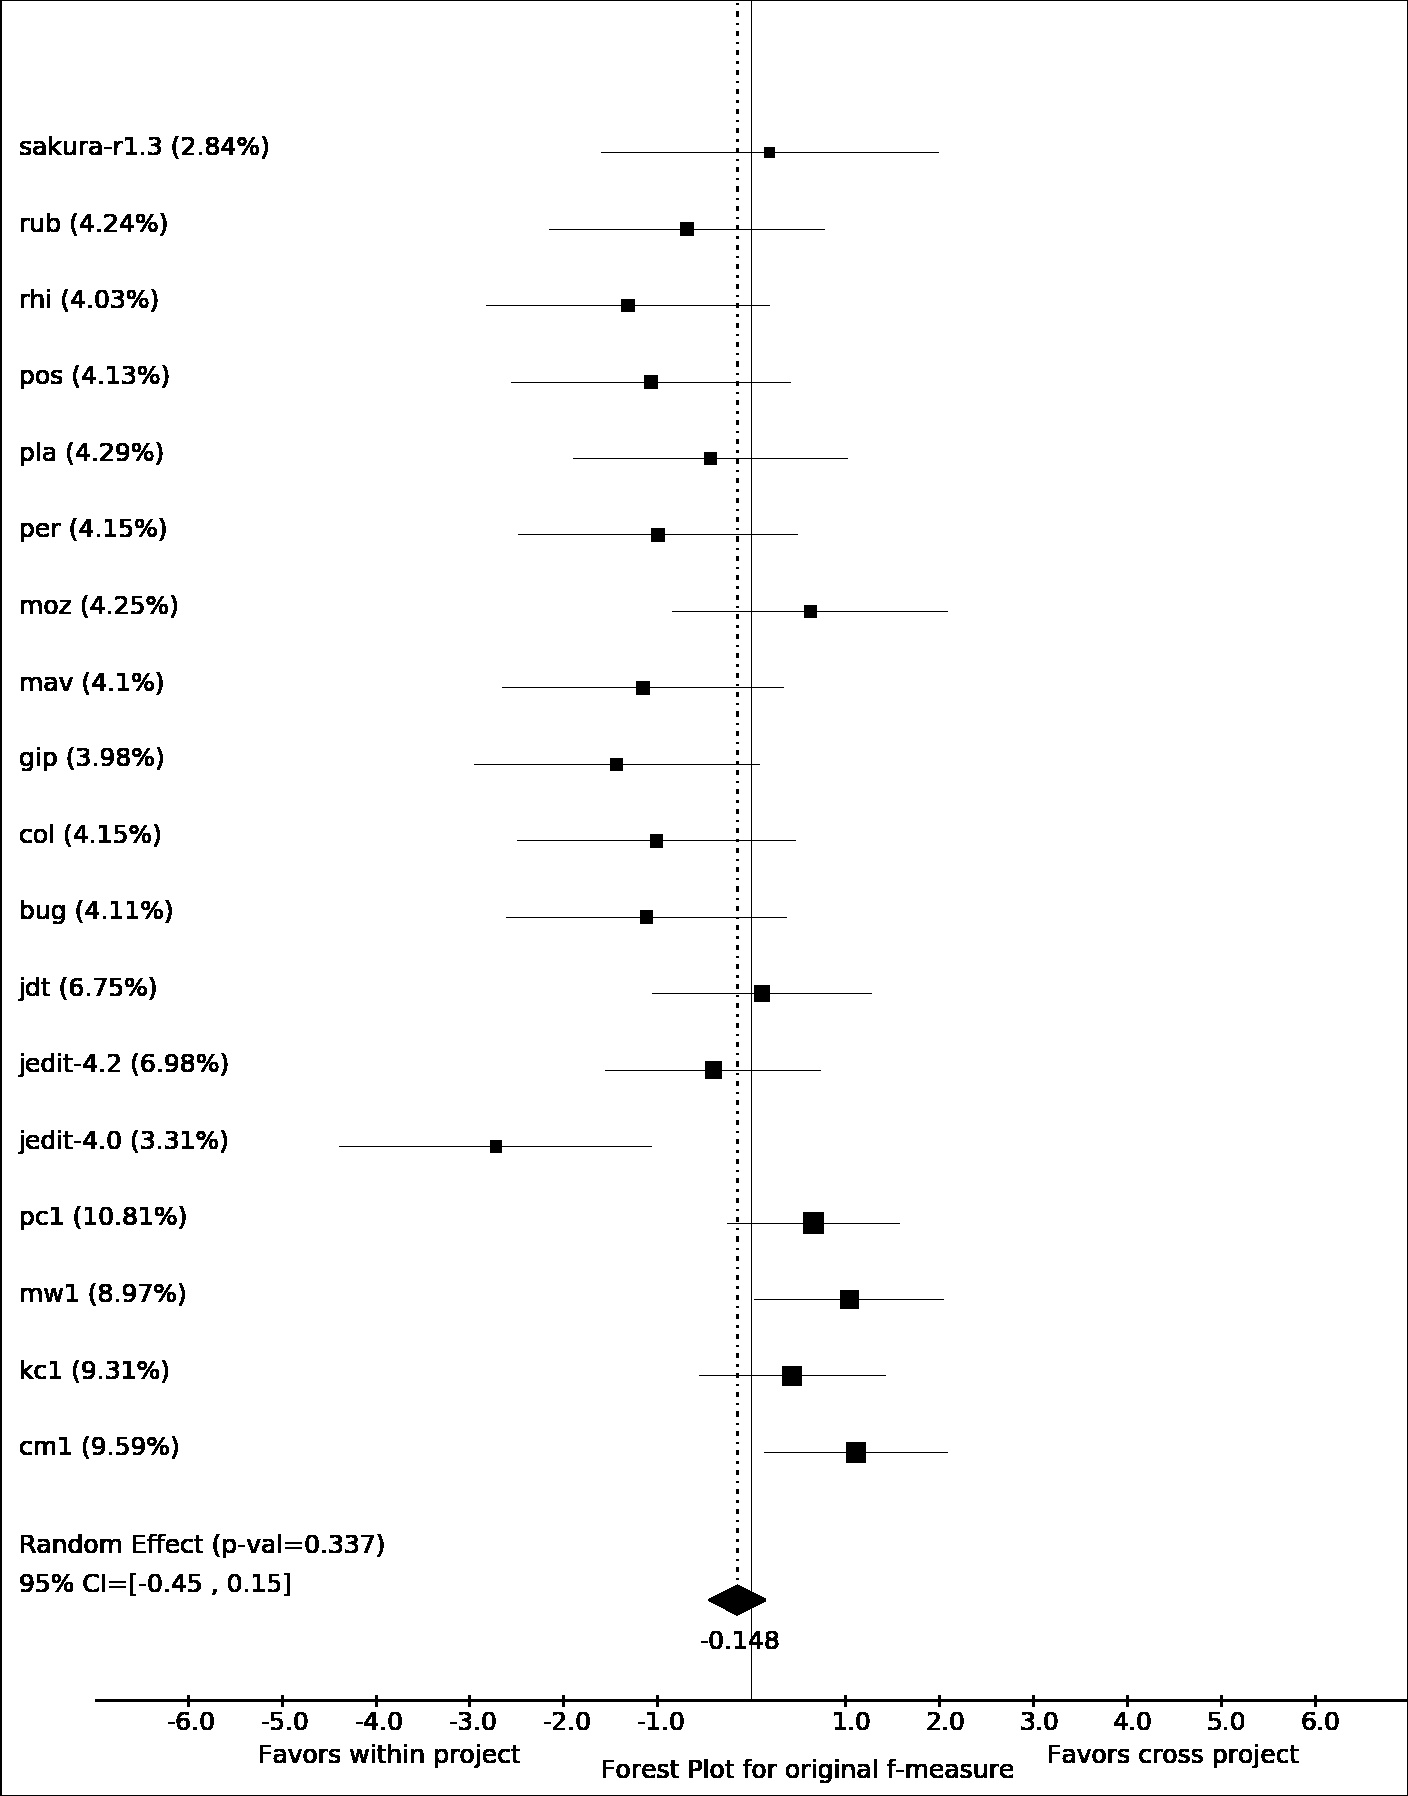 sakura-r1.3 (2.84%)
rub (4.24%)
rhi (4.03%)
pos (4.13%)
pla (4.29%)
per (4.15%)
moz (4.25%)
mav (4.1%)
gip (3.98%)
col (4.15%)
bug (4.11%)
jdt (6.75%)
jedit-4.2 (6.98%)
jedit-4.0 (3.31%)
pc1 (10.81%)
mw1 (8.97%)
kc1 (9.31%)
cm1 (9.59%)
Random Effect (p-val=0.337)
95% CI=[-0.45 , 0.15]
-0.148
-6.0 -5.0 -4.0 -3.0 -2.0 -1.0 1.0 2.0 3.0 4.0 5.0 6.0
Favors within project Favors cross project
Forest Plot for original f-measure